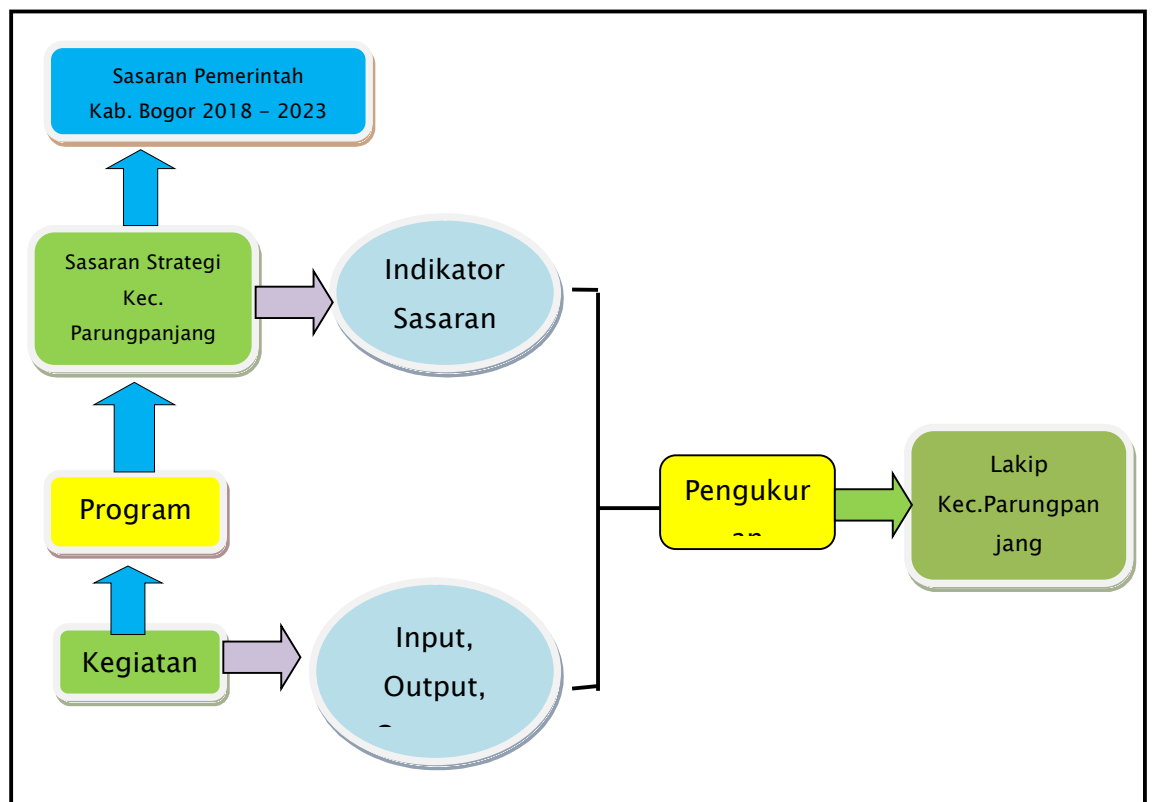 Sasaran Pemerintah
Kab. Bogor 2018 – 2023
Sasaran Strategi
Kec.
Parungpanjang
Indikator
Sasaran
Program
Pengukur
Lakip
Kec.Parungpan
jang
Kegiatan
Input,
Output,